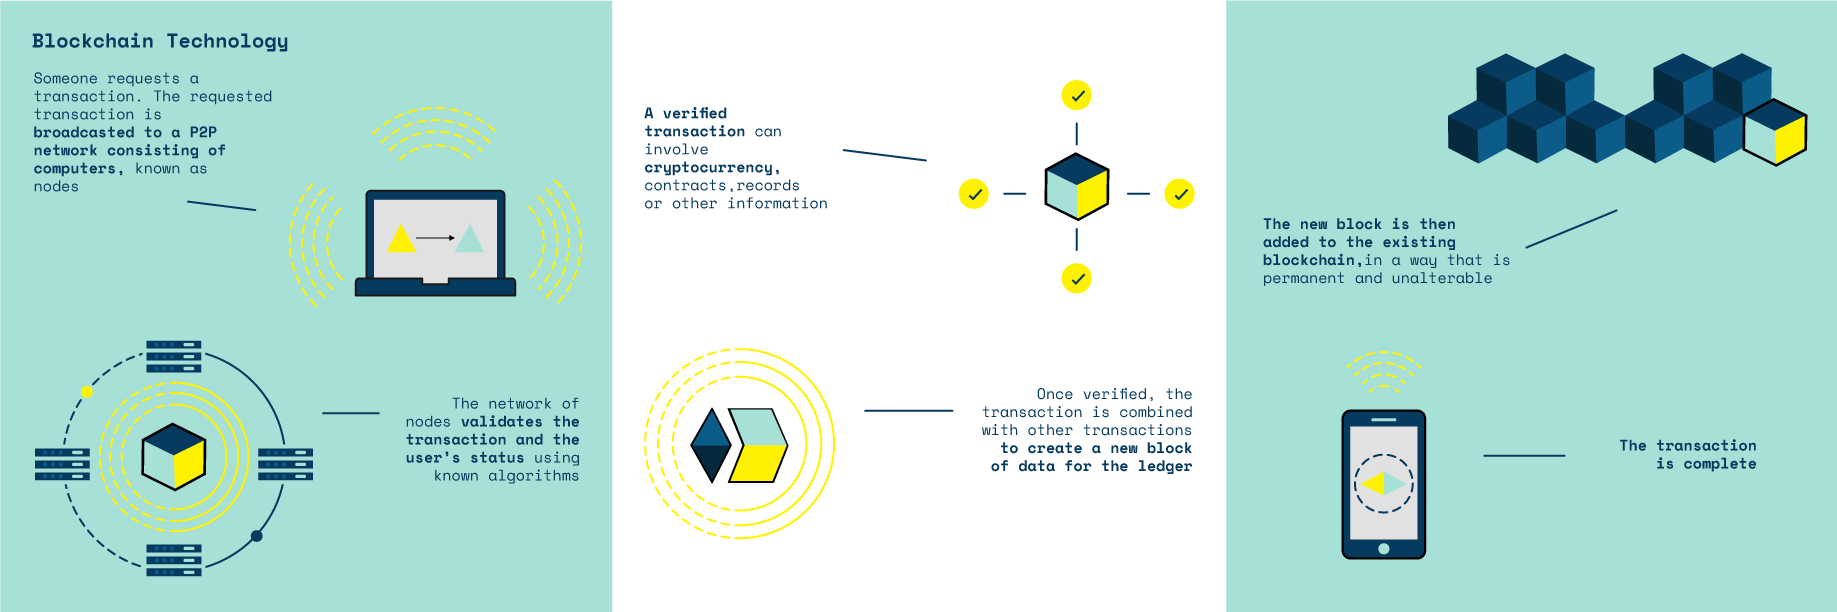 Blockchain Technology
Someone requests a
transaction. The requested
transaction is
broadcasted to a P2P
network consisting of
computers, known as
nodes
The network of
nodes validates the
transaction and the
user's status using
known algorithms
A verified
transaction can
involve
cryptocurrency,
contracts,records
or other information
Once verified, the
transaction is combined
with other transactions
to create a new block
of data for the ledger
The new block is then
added to the existing
blockchain,in a way that is
permanent and unalterable
The transaction
is complete